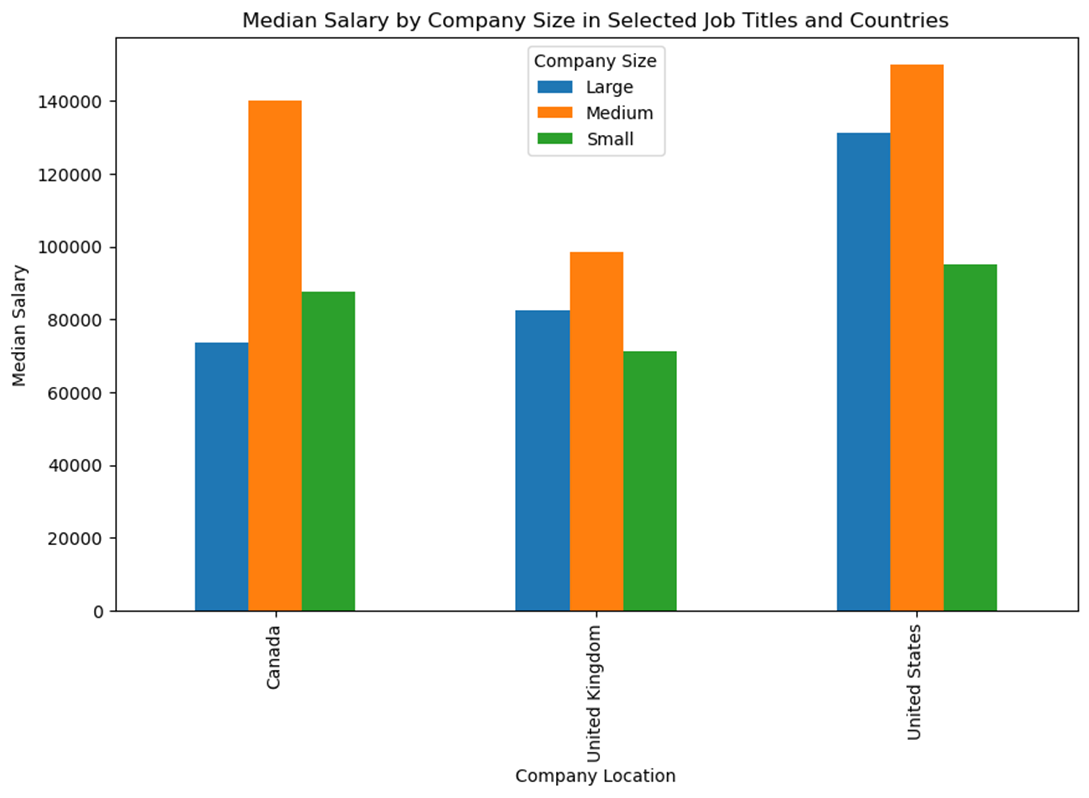 Median Salary by Company Size in Selected Job Titles and Countries
Company Size
Large
Medium
Small
Median Salary
140000
120000
100000
80000
60000
40000
20000
0
Canada
United Kingdom
United States
Company Location